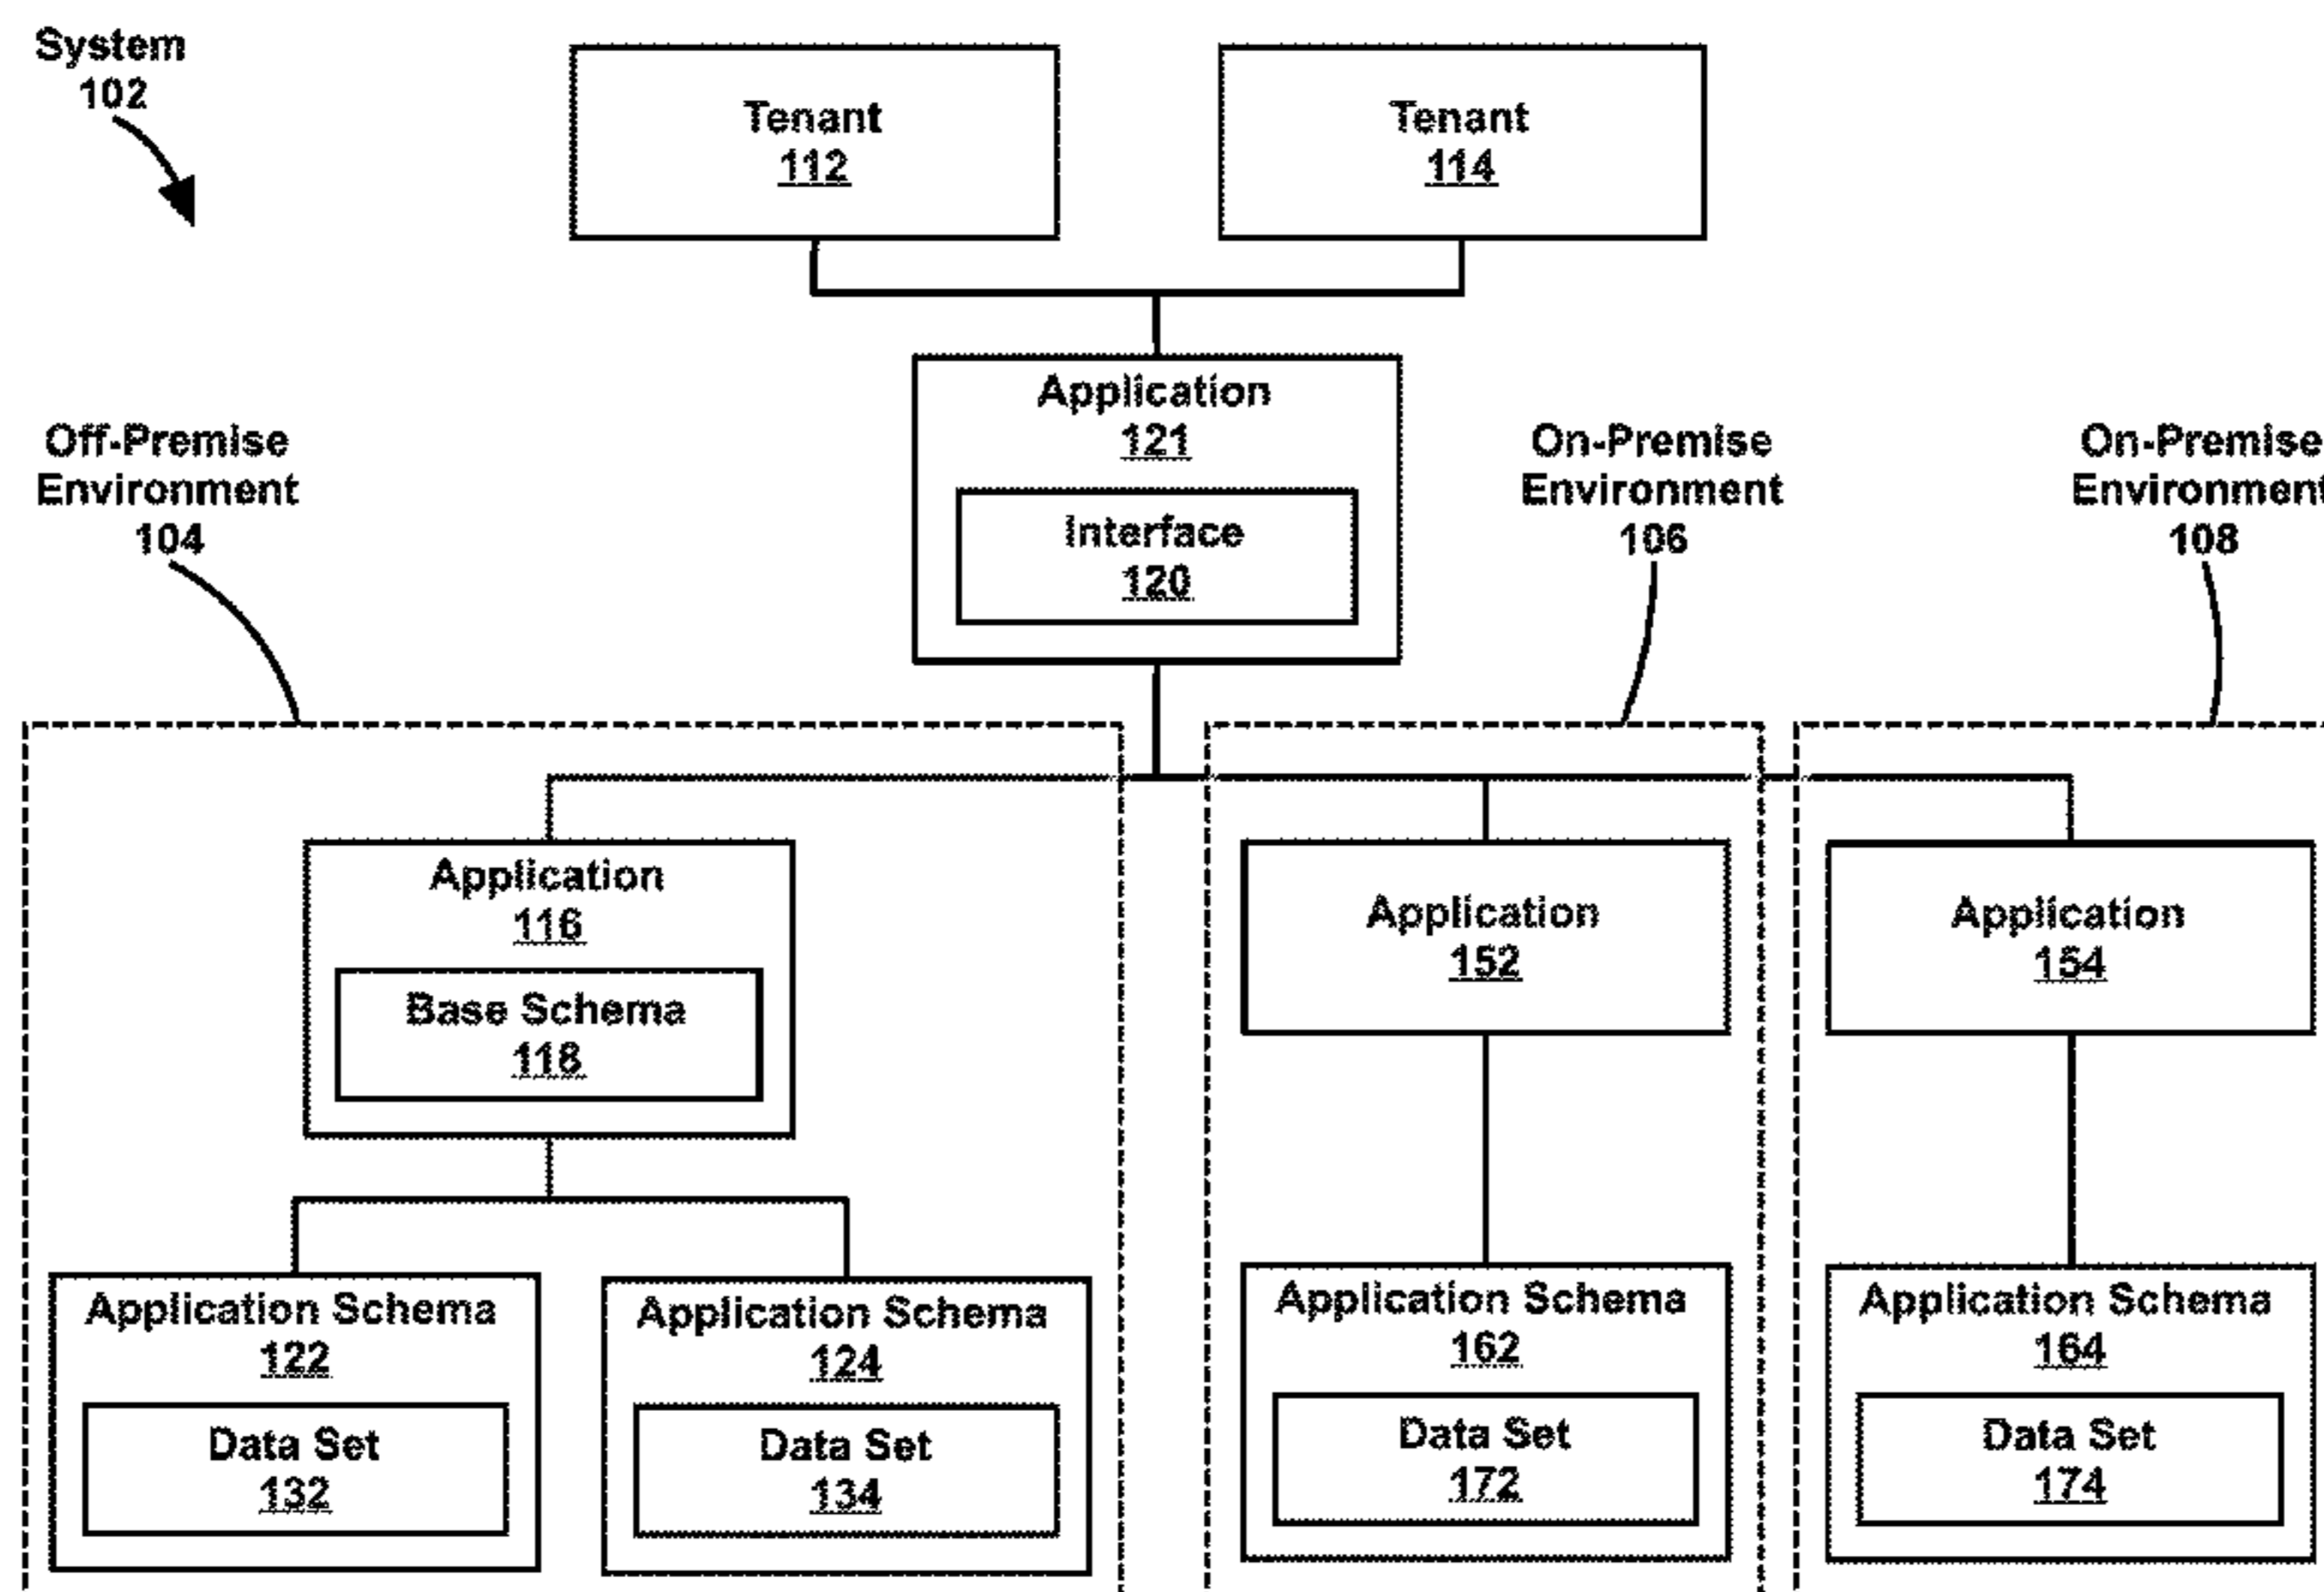 System
102
Tenant
112
Tenant
114
Application
121
Interface
120
Off-Premise
Environment
104
On-Premise
Environment
106
On-Premise
Environment
108
Application
116
Base Schema
118
Application
152
Application
154
Application Schema
122
Data Set
132
Application Schema
124
Data Set
134
Application Schema
162
Data Set
172
Application Schema
164
Data Set
174